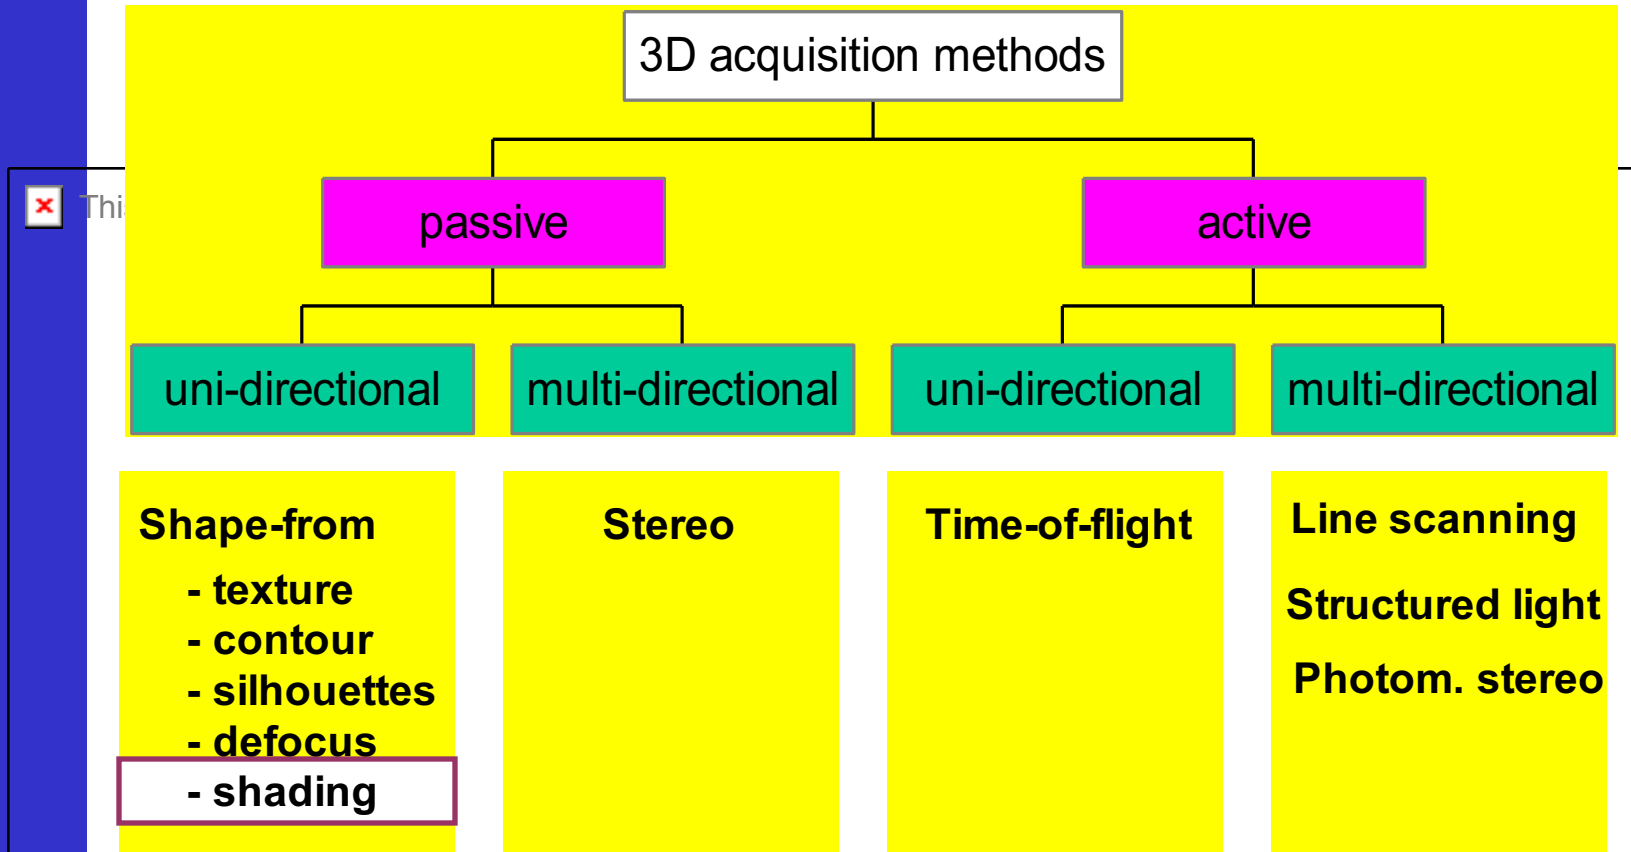 3D acquisition methods
Thi
passive
active
uni-directional
multi-directional
uni-directional
multi-directional
Shape-from
- texture
- contour
- silhouettes
- defocus
- shading
Stereo
Time-of-flight
Line scanning
Structured light
Photom. stereo